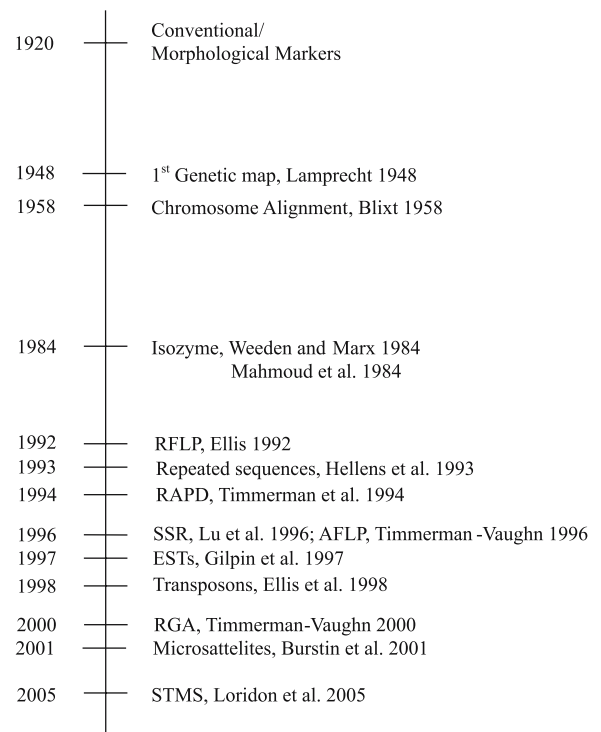 1920 Conventional/
Morphological Markers
1948 1st Genetic map, Lamprecht 1948
1958 Chromosome Alignment, Blixt 1958
1984 Isozyme, Weeden and Marx 1984
Mahmoud et al. 1984
1992 RFLP, Ellis 1992
1993 Repeated sequences, Hellens et al. 1993
1994 RAPD, Timmerman et al. 1994
1996 SSR, Lu et al. 1996; AFLP, Timmerman-Vaughn 1996
1997 ESTs, Gilpin et al. 1997
1998 Transposons, Ellis et al. 1998
2000 RGA, Timmerman-Vaughn 2000
2001 Microsattelites, Burstin et al. 2001
2005 STMS, Loridon et al. 2005